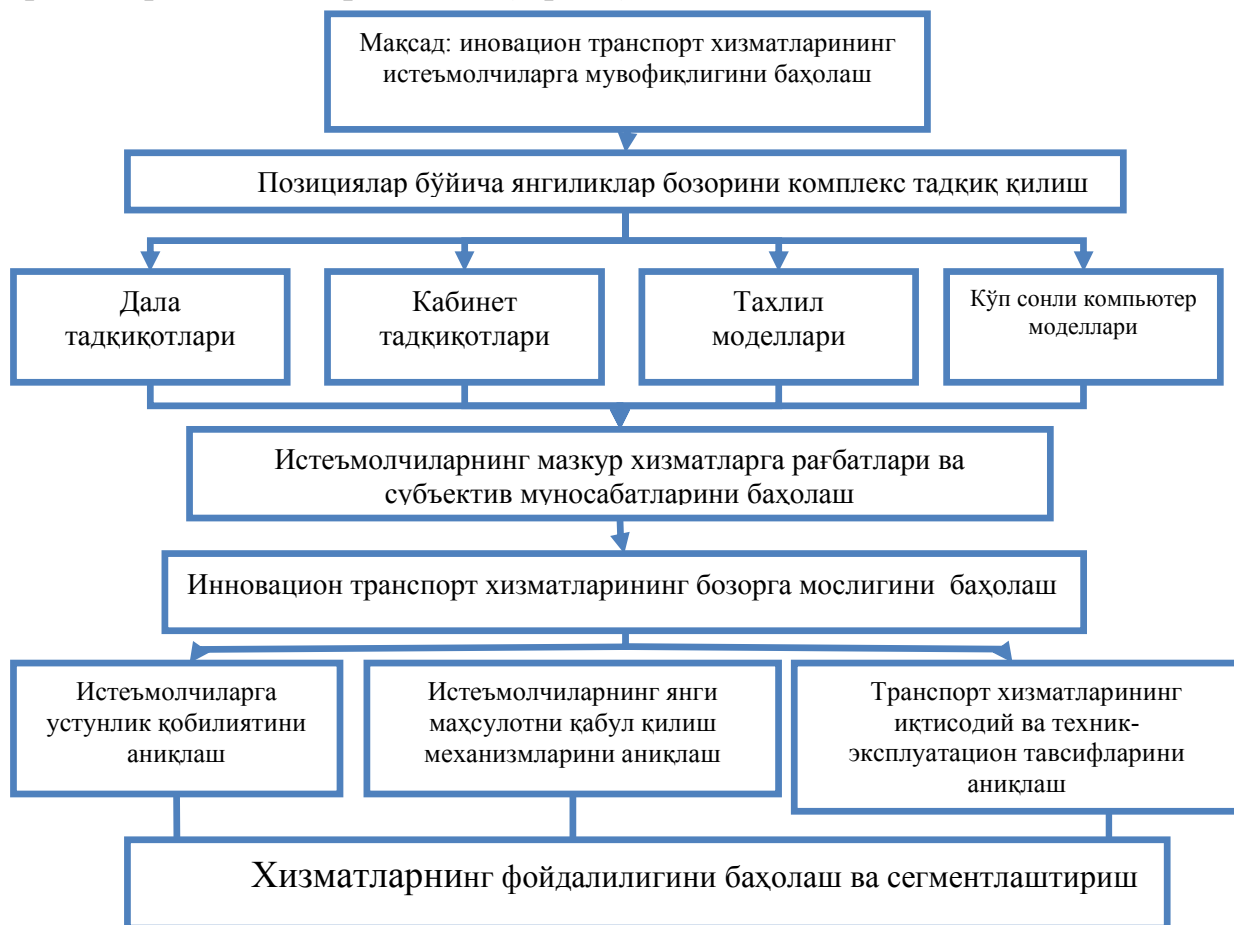 Мақсад: иновацион транспорт хизматларининг
истеъмолчиларга мувофиқлигини баҳолаш
Позициялар бўйича янгиликлар бозорини комплекс тадқиқ қилиш
Дала
тадқиқотлари
Кабинет
тадқиқотлари
Тахлил
моделлари
Кўп сонли компьютер
моделлари
Истеъмолчиларнинг мазкур хизматларга рағбатлари ва
субъектив муносабатларини баҳолаш
Инновацион транспорт хизматларининг бозорга мослигини баҳолаш
Истеъмолчиларга
устунлик қобилиятини
аниқлаш
Истеъмолчиларнинг янги
маҳсулотни қабул қилиш
механизмларини аниқлаш
Транспорт хизматларининг
иқтисодий ва техник-
эксплуатацион тавсифларини
аниқлаш
Хизматларнинг фойдалилигини баҳолаш ва сегментлаштириш